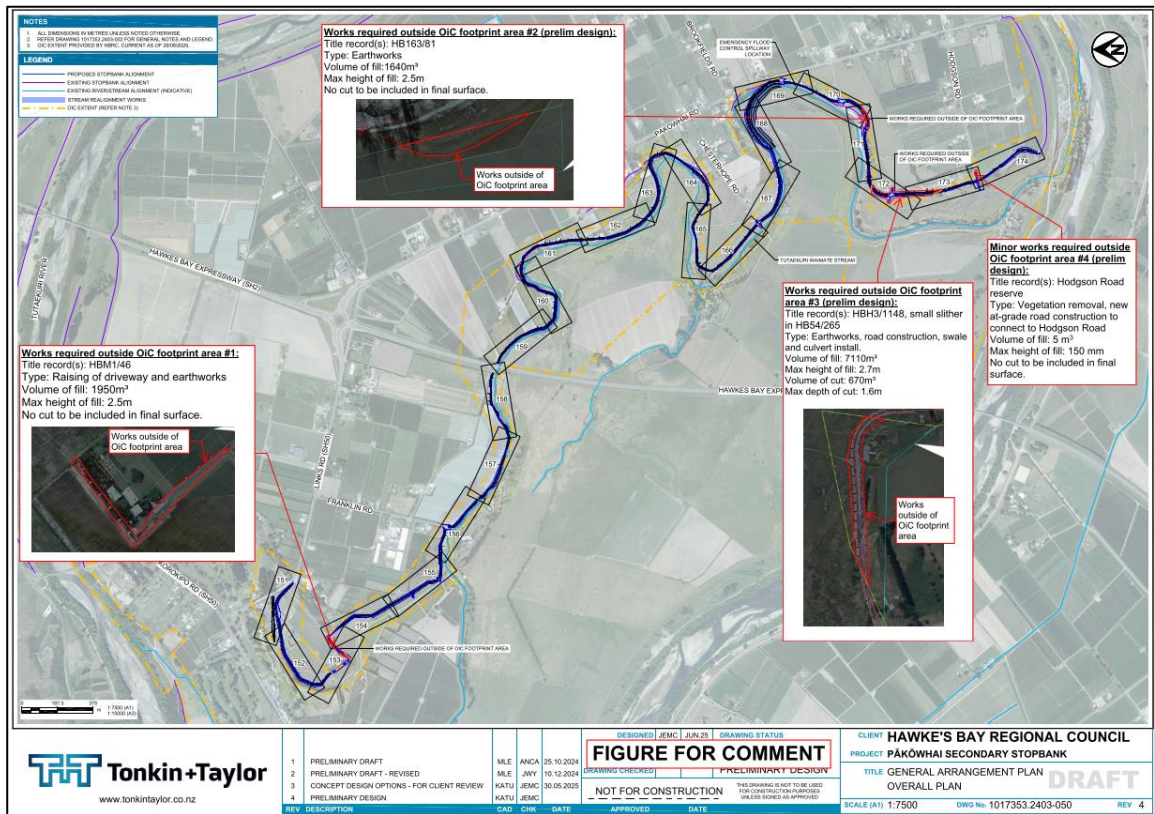 NOTES
1. ALL DIMENSIONS IN METRES UNLESS NOTED OTHERWISE
2. REFER DRAWING 1017353.2403-002 FOR GENERAL NOTES AND LEGEND
3. OIC EXTENT PROVIDED BY HBRC, CURRENT AS OF 20/06/2025.
LEGEND
PROPOSED STOPBANK ALIGNMENT
EXISTING STOPBANK ALIGNMENT
EXISTING RIVER/STREAM ALIGNMENT (INDICATIVE)
STREAM REALIGNMENT WORKS
OIC EXTENT (REFER NOTE 3)
Works required outside OiC footprint area #2 (prelim design):
Title record(s): HB163/81
Type: Earthworks
Volume of fill:1640m³
Max height of fill: 2.5m
No cut to be included in final surface.
Works outside of
OiC footprint area
EMERGENCY FLOOD
CONTROL SPILLWAY
LOCATION
BROOKFIELDS RD
HODGSON RD
PAKOWHAI RD
CHESTERHOPE RD
WORKS REQUIRED OUTSIDE OF OIC FOOTPRINT AREA
WORKS REQUIRED OUTSIDE
OF OIC FOOTPRINT AREA
TUTAEKURI WAIMATE STREAM
169
170
168
171
172
173
174
167
166
165
164
163
162
161
160
159
158
157
156
155
154
153
152
151
TUTAEKURI RIVER
HAWKES BAY EXPRESSWAY (SH2)
HAWKES BAY EXP
LINKS RD (SH50)
FRANKLIN RD
KOROKIPO RD (SH50)
Works required outside OiC footprint area #1:
Title record(s): HBM1/46
Type: Raising of driveway and earthworks
Volume of fill: 1950m³
Max height of fill: 2.5m
No cut to be included in final surface.
Works outside of
OiC footprint area
WORKS REQUIRED OUTSIDE OF OIC FOOTPRINT AREA
Works required outside OiC footprint
area #3 (prelim design):
Title record(s): HBH3/1148, small slither
in HB54/265
Type: Earthworks, road construction, swale
and culvert install.
Volume of fill: 7110m³
Max height of fill: 2.7m
Volume of cut: 670m³
Max depth of cut: 1.6m
Works
outside of
OiC footprint
area
Minor works required outside
OiC footprint area #4 (prelim
design):
Title record(s): Hodgson Road
reserve
Type: Vegetation removal, new
at-grade road construction to
connect to Hodgson Road
Volume of fill: 5 m³
Max height of fill: 150 mm
No cut to be included in final
surface.
0 187.5 375 m
1:7500 (A1)
1:15000 (A3)
Tonkin+Taylor
www.tonkintaylor.co.nz
1 PRELIMINARY DRAFT MLE ANCA 25.10.2024
2 PRELIMINARY DRAFT - REVISED MLE JWY 10.12.2024
3 CONCEPT DESIGN OPTIONS - FOR CLIENT REVIEW KATU JEMC 30.05.2025
4 PRELIMINARY DESIGN KATU JEMC
REV DESCRIPTION CAD CHK DATE
DESIGNED JEMC JUN.25 DRAWING STATUS
FIGURE FOR COMMENT
DRAWING CHECKED PRELIMINARY DESIGN
NOT FOR CONSTRUCTION
THIS DRAWING IS NOT TO BE USED
FOR CONSTRUCTION PURPOSES
UNLESS SIGNED AS APPROVED
APPROVED DATE
CLIENT HAWKE'S BAY REGIONAL COUNCIL
PROJECT PĀKŌWHAI SECONDARY STOPBANK
TITLE GENERAL ARRANGEMENT PLAN
OVERALL PLAN
DRAFT
SCALE (A1) 1:7500 DWG No. 1017353.2403-050 REV 4